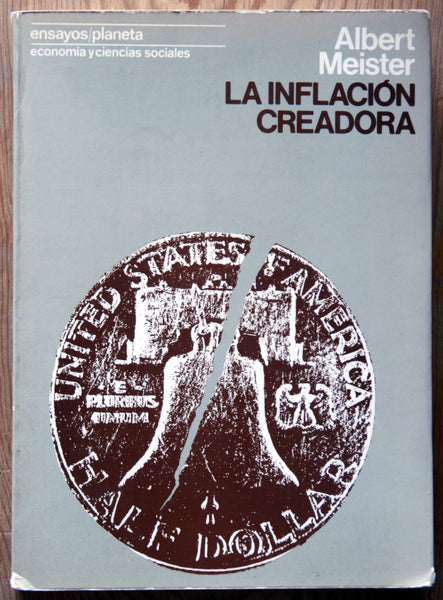 ensayos/planeta
economía y ciencias sociales
Albert
Meister
LA INFLACIÓN
CREADORA
UNITED STATES OF AMERICA
E
PLURIBUS
UNUM
HALF DOLLAR